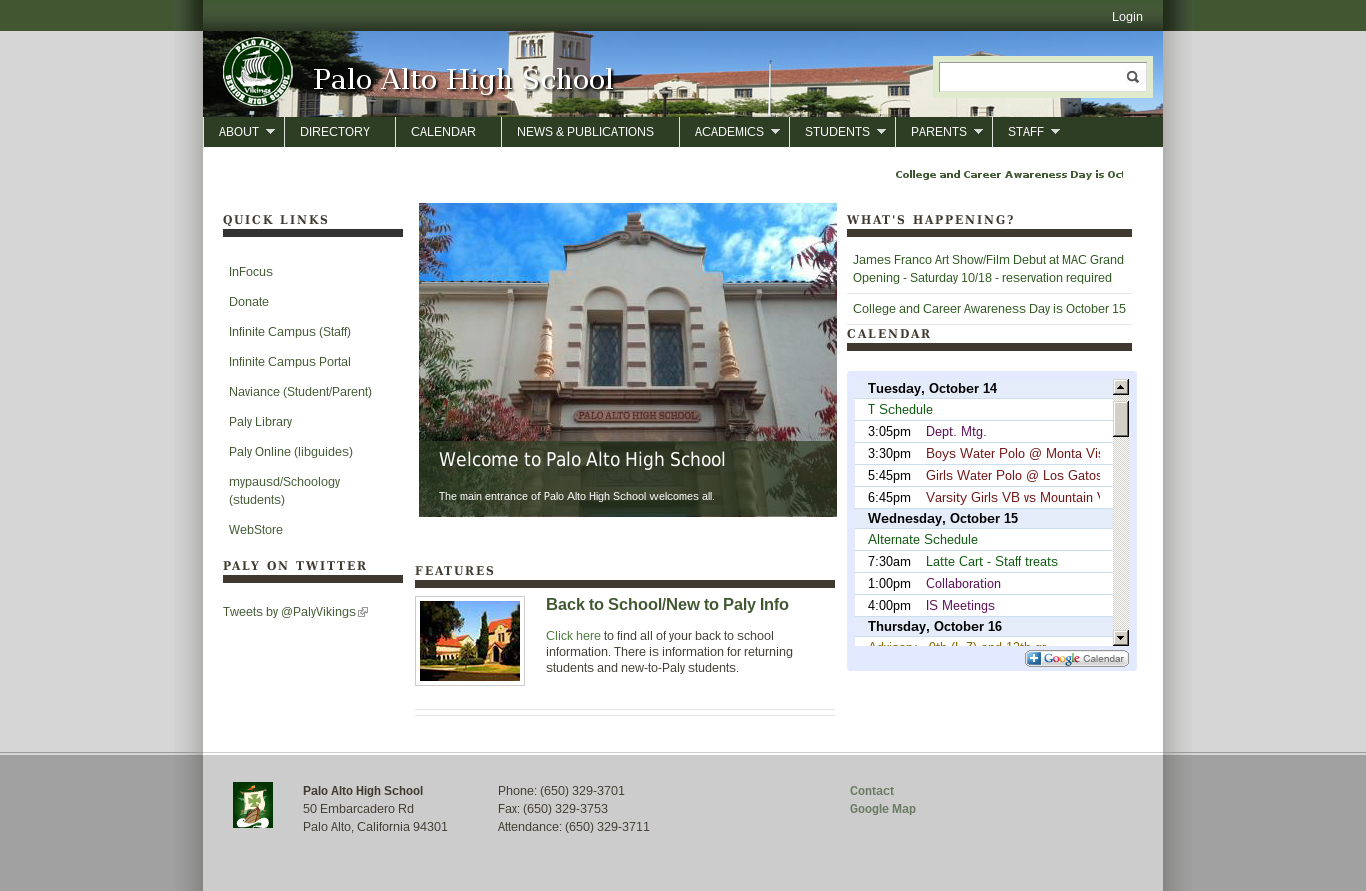 Login
PALO ALTO
Vikings
SENIOR HIGH SCHOOL
Palo Alto High School
ABOUT
DIRECTORY
CALENDAR
NEWS & PUBLICATIONS
ACADEMICS
STUDENTS
PARENTS
STAFF
College and Career Awareness Day is Oct
QUICK LINKS
InFocus
Donate
Infinite Campus (Staff)
Infinite Campus Portal
Naviance (Student/Parent)
Paly Library
Paly Online (libguides)
mypausd/Schoology
(students)
WebStore
PALY ON TWITTER
Tweets by @PalyVikings
PALO ALTO HIGH SCHOOL
Welcome to Palo Alto High School
The main entrance of Palo Alto High School welcomes all.
FEATURES
Back to School/New to Paly Info
Click here to find all of your back to school
information. There is information for returning
students and new-to-Paly students.
WHAT'S HAPPENING?
James Franco Art Show/Film Debut at MAC Grand
Opening - Saturday 10/18 - reservation required
College and Career Awareness Day is October 15
CALENDAR
Tuesday, October 14
T Schedule
3:05pm Dept. Mtg.
3:30pm Boys Water Polo @ Monta Vis
5:45pm Girls Water Polo @ Los Gatos
6:45pm Varsity Girls VB vs Mountain V
Wednesday, October 15
Alternate Schedule
7:30am Latte Cart - Staff treats
1:00pm Collaboration
4:00pm IS Meetings
Thursday, October 16
Google Calendar
Palo Alto High School
50 Embarcadero Rd
Palo Alto, California 94301
Phone: (650) 329-3701
Fax: (650) 329-3753
Attendance: (650) 329-3711
Contact
Google Map